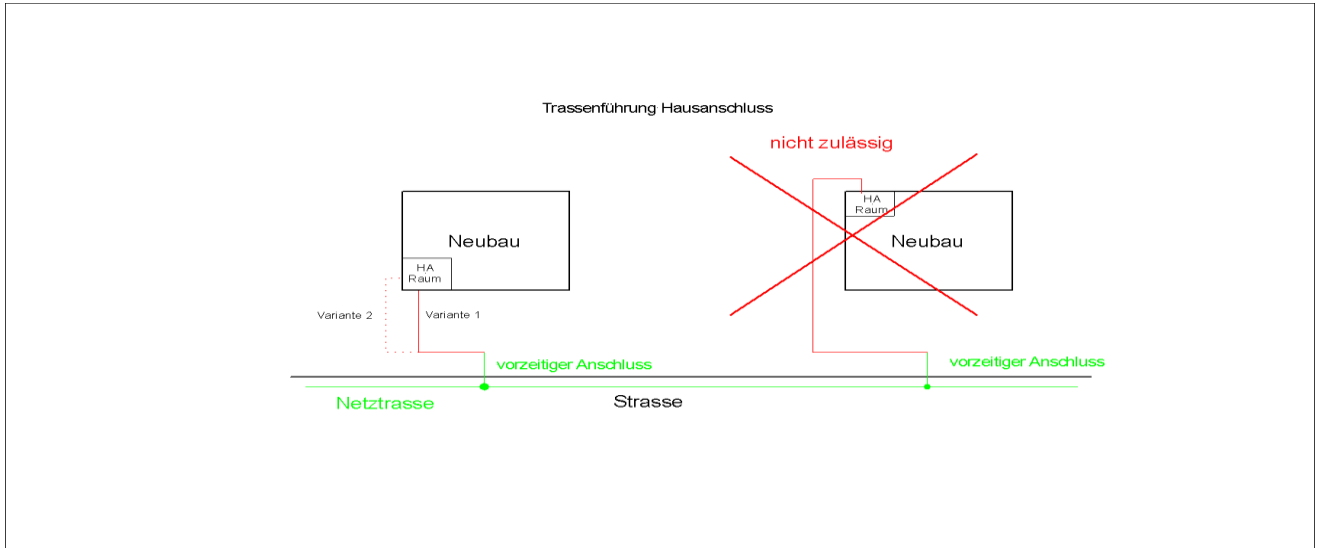 Trassenführung Hausanschluss
nicht zulässig
HA
Raum
Neubau
HA
Raum
Neubau
Variante 2
Variante 1
vorzeitiger Anschluss
vorzeitiger Anschluss
Netztrasse
Strasse